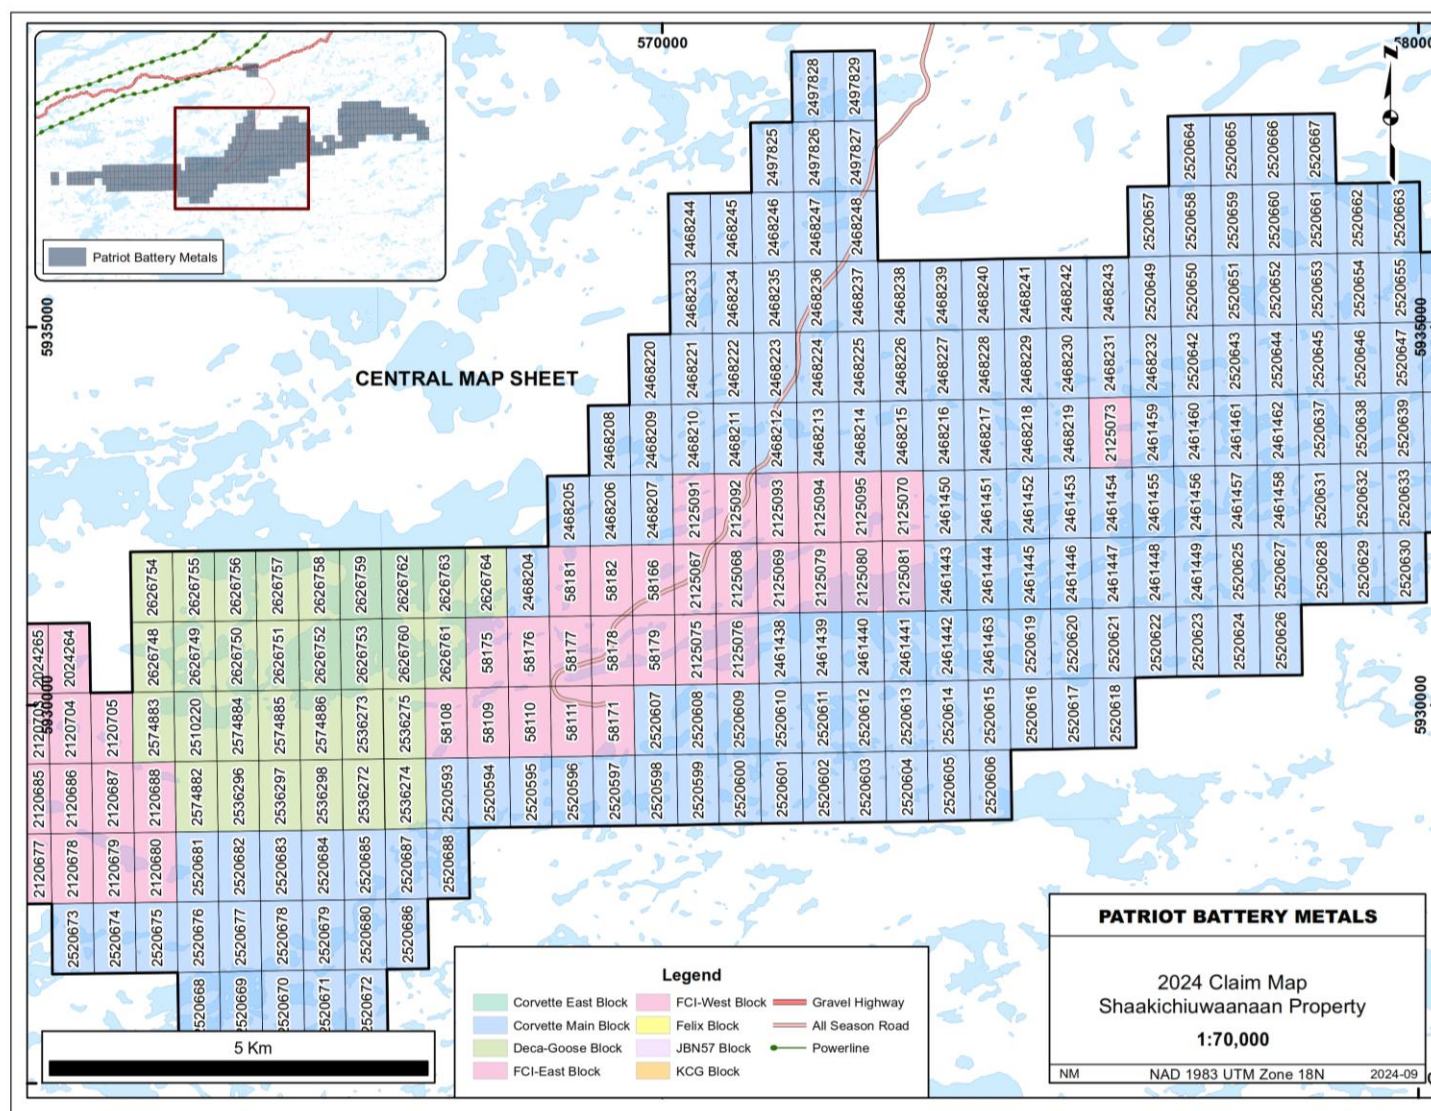 570000
580000
N
Patriot Battery Metals
CENTRAL MAP SHEET
5935000
5935000
5930000
5930000
2497828 2497829
2497825 2497826 2497827
2520664 2520665 2520666 2520667
2468244 2468245 2468246 2468247 2468248 2520657 2520658 2520659 2520660 2520661 2520662 2520663
2468233 2468234 2468235 2468236 2468237 2468238 2468239 2468240 2468241 2468242 2468243 2520649 2520650 2520651 2520652 2520653 2520654 2520655
2468220 2468221 2468222 2468223 2468224 2468225 2468226 2468227 2468228 2468229 2468230 2468231 2468232 2520642 2520643 2520644 2520645 2520646 2520647
2468208 2468209 2468210 2468211 2468212 2468213 2468214 2468215 2468216 2468217 2468218 2468219 2125073 2461459 2461460 2461461 2461462 2520637 2520638 2520639
2468205 2468206 2468207 2125091 2125092 2125093 2125094 2125095 2125070 2461450 2461451 2461452 2461453 2461454 2461455 2461456 2461457 2461458 2520631 2520632 2520633
2626754 2626755 2626756 2626757 2626758 2626759 2626762 2626763 2626764 2468204 58181 58182 58166 2125067 2125068 2125069 2125079 2125080 2125081 2461443 2461444 2461445 2461446 2461447 2461448 2461449 2520625 2520627 2520628 2520629 2520630
2024265 2024264 2626748 2626749 2626750 2626751 2626752 2626753 2626760 2626761 58175 58176 58177 58178 58179 2125075 2125076 2461438 2461439 2461440 2461441 2461442 2461463 2520619 2520620 2520621 2520622 2520623 2520624 2520626
2120703 2120704 2120705 2574883 2510220 2574884 2574885 2574886 2536273 2536275 58108 58109 58110 58111 58171 2520607 2520608 2520609 2520610 2520611 2520612 2520613 2520614 2520615 2520616 2520617 2520618
2120685 2120686 2120687 2120688 2574882 2536296 2536297 2536298 2536272 2536274 2520593 2520594 2520595 2520596 2520597 2520598 2520599 2520600 2520601 2520602 2520603 2520604 2520605 2520606
2120677 2120678 2120679 2120680 2520681 2520682 2520683 2520684 2520685 2520687 2520688
2520673 2520674 2520675 2520676 2520677 2520678 2520679 2520680 2520686
2520668 2520669 2520670 2520671 2520672
5 Km
Legend
Corvette East Block
Corvette Main Block
Deca-Goose Block
FCI-East Block
FCI-West Block
Felix Block
JBN57 Block
KCG Block
Gravel Highway
All Season Road
Powerline
PATRIOT BATTERY METALS
2024 Claim Map
Shaakichiuwaanaan Property
1:70,000
NM NAD 1983 UTM Zone 18N 2024-09